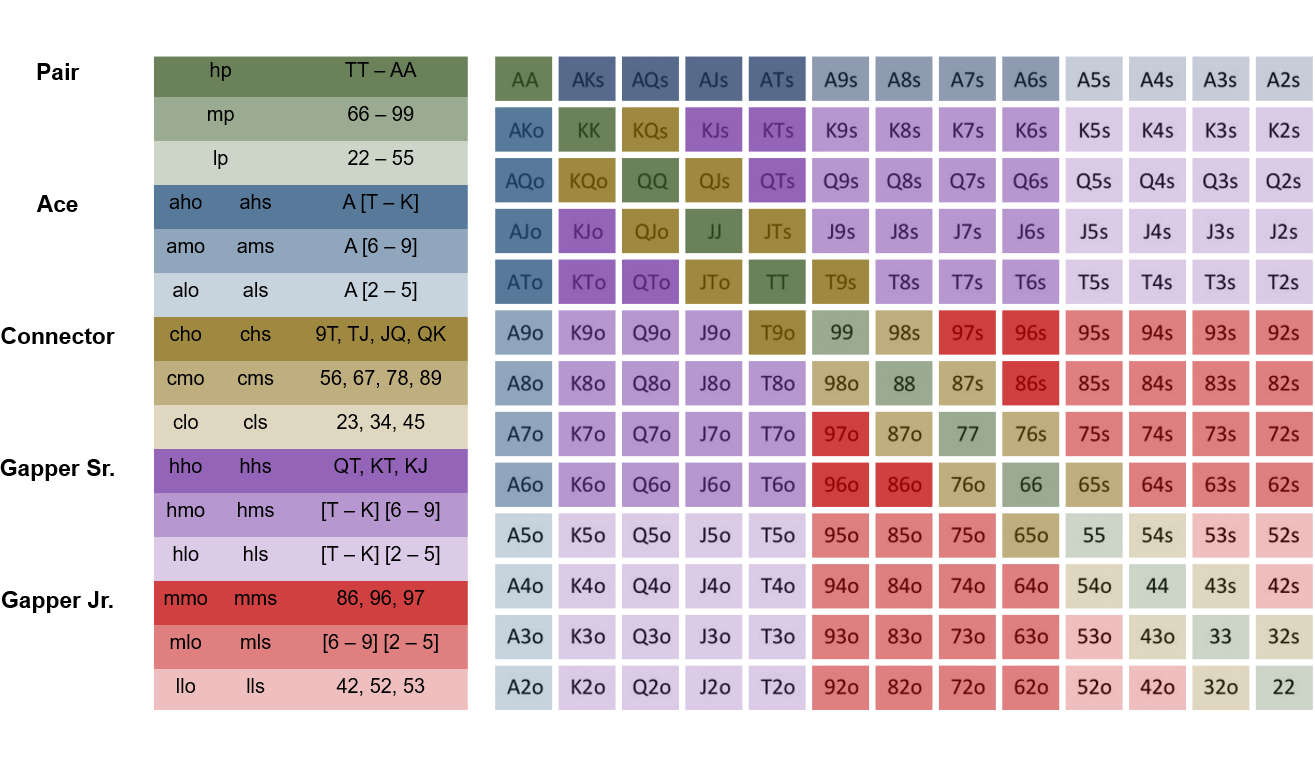 Pair
hp TT – AA
mp 66 – 99
lp 22 – 55
Ace
aho ahs A [T – K]
amo ams A [6 – 9]
alo als A [2 – 5]
Connector
cho chs 9T, TJ, JQ, QK
cmo cms 56, 67, 78, 89
clo cls 23, 34, 45
Gapper Sr.
hho hhs QT, KT, KJ
hmo hms [T – K] [6 – 9]
hlo hls [T – K] [2 – 5]
Gapper Jr.
mmo mms 86, 96, 97
mlo mls [6 – 9] [2 – 5]
llo lls 42, 52, 53
AA AKs AQs AJs ATs A9s A8s A7s A6s A5s A4s A3s A2s
AKo KK KQs KJs KTs K9s K8s K7s K6s K5s K4s K3s K2s
AQo KQo QQ QJs QTs Q9s Q8s Q7s Q6s Q5s Q4s Q3s Q2s
AJo KJo QJo JJ JTs J9s J8s J7s J6s J5s J4s J3s J2s
ATo KTo QTo JTo TT T9s T8s T7s T6s T5s T4s T3s T2s
A9o K9o Q9o J9o T9o 99 98s 97s 96s 95s 94s 93s 92s
A8o K8o Q8o J8o T8o 98o 88 87s 86s 85s 84s 83s 82s
A7o K7o Q7o J7o T7o 97o 87o 77 76s 75s 74s 73s 72s
A6o K6o Q6o J6o T6o 96o 86o 76o 66 65s 64s 63s 62s
A5o K5o Q5o J5o T5o 95o 85o 75o 65o 55 54s 53s 52s
A4o K4o Q4o J4o T4o 94o 84o 74o 64o 54o 44 43s 42s
A3o K3o Q3o J3o T3o 93o 83o 73o 63o 53o 43o 33 32s
A2o K2o Q2o J2o T2o 92o 82o 72o 62o 52o 42o 32o 22